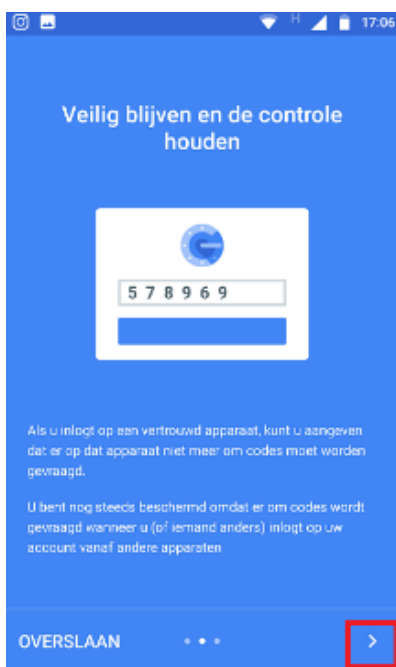 H 17:06
Veilig blijven en de controle
houden
5 7 8 9 6 9
Als u inlogt op een vertrouwd apparaat, kunt u aangeven
dat er op dat apparaat niet meer om codes moet worden
gevraagd.
U bent nog steeds beschermd omdat er om codes wordt
gevraagd wanneer u (of iemand anders) inlogt op uw
account vanaf andere apparaten
OVERSLAAN